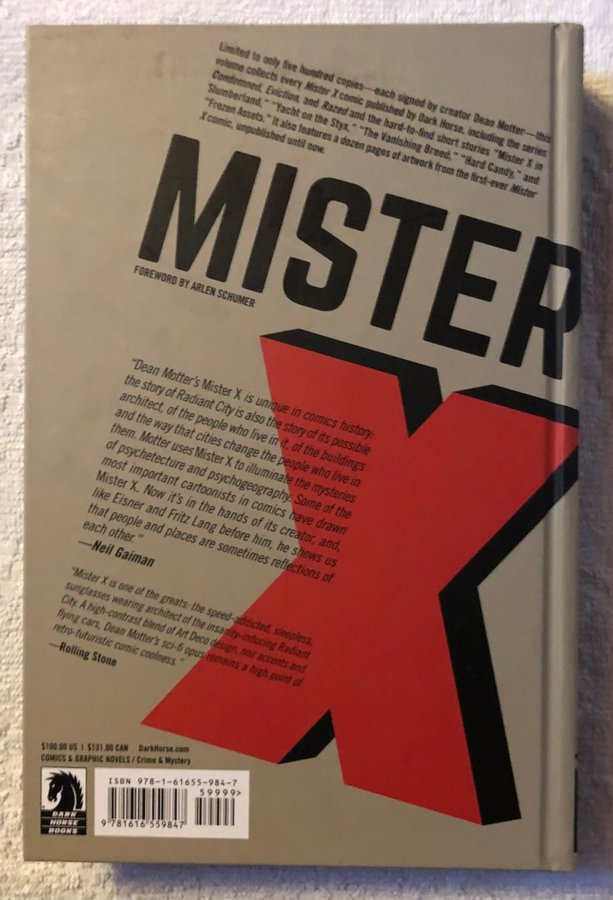 Limited to only five hundred copies—each signed by creator Dean Motter—this
volume collects every Mister X comic published by Dark Horse, including the series
Condemned, Eviction, and Razed and the hard-to-find short stories "Mister X in
Slumberland," "Yacht on the Styx," "The Vanishing Breed," "Hard Candy," and
"Frozen Assets." It also features a dozen pages of artwork from the first-ever Mister
X comic, unpublished until now.
MISTER
FOREWORD BY ARLEN SCHUMER
X
"Dean Motter's Mister X is unique in comics history:
the story of Radiant City is also the story of its possible
architect, of the people who live in it, of the buildings
and the way that cities change the people who live in
them. Motter uses Mister X to illuminate the mysteries
of psychetecture and psychogeography. Some of the
most important cartoonists in comics have drawn
Mister X. Now it's in the hands of its creator, and,
like Eisner and Fritz Lang before him, he shows us
that people and places are sometimes reflections of
each other."
—Neil Gaiman
"Mister X is one of the greats: the speed-addicted, sleepless,
sunglasses wearing architect of the insanity-inducing Radiant
City. A high-contrast blend of Art Deco design, noir accents and
flying cars, Dean Motter's sci-fi opus remains a high point of
retro-futuristic comic coolness."
—Rolling Stone
$100.00 US | $131.00 CAN DarkHorse.com
COMICS & GRAPHIC NOVELS / Crime & Mystery
DARK
HORSE
BOOKS
ISBN 978-1-61655-984-7
59999>
9781616559847